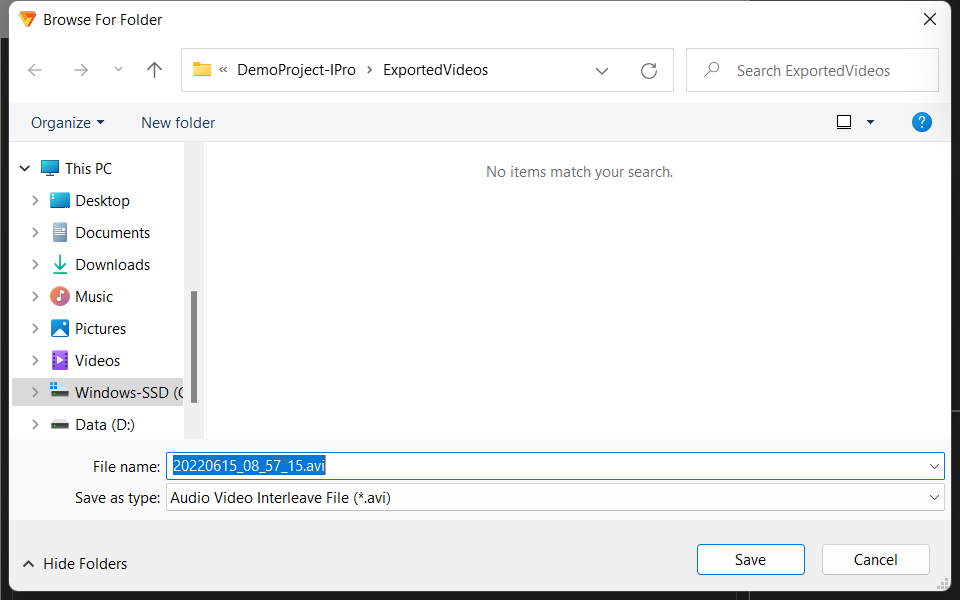 Browse For Folder
« DemoProject-IPro › ExportedVideos
Search ExportedVideos
Organize
New folder
?
No items match your search.
This PC
Desktop
Documents
Downloads
Music
Pictures
Videos
Windows-SSD (C
Data (D:)
File name: 20220615_08_57_15.avi
Save as type: Audio Video Interleave File (*.avi)
Hide Folders
Save
Cancel